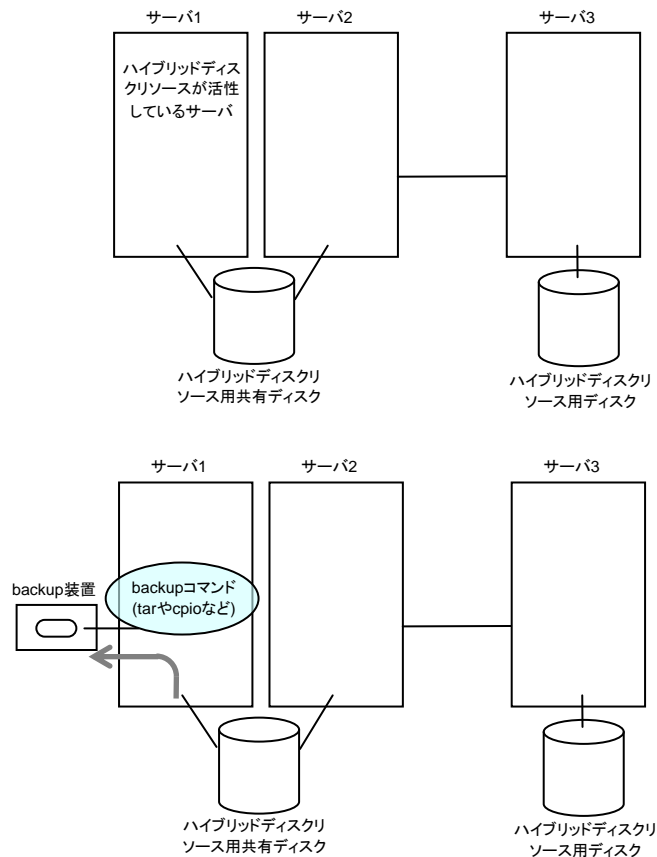 サーバ1
サーバ2
サーバ3
ハイブリッドディス
クリソースが活性
しているサーバ
ハイブリッドディスクリ
ソース用共有ディスク
ハイブリッドディスクリ
ソース用ディスク
サーバ1
サーバ2
サーバ3
backup装置
backupコマンド
(tarやcpioなど)
ハイブリッドディスクリ
ソース用共有ディスク
ハイブリッドディスクリ
ソース用ディスク